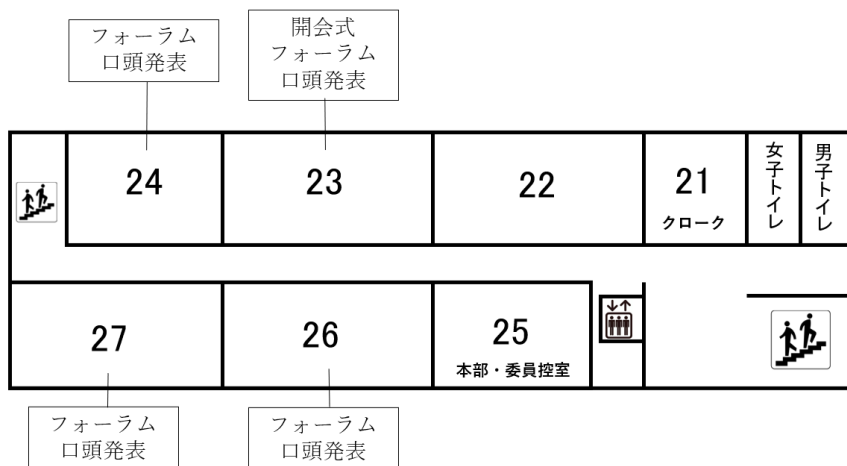 フォーラム
口頭発表
開会式
フォーラム
口頭発表
24
23
22
21
クローク
女子トイレ
男子トイレ
27
26
25
本部・委員控室
フォーラム
口頭発表
フォーラム
口頭発表